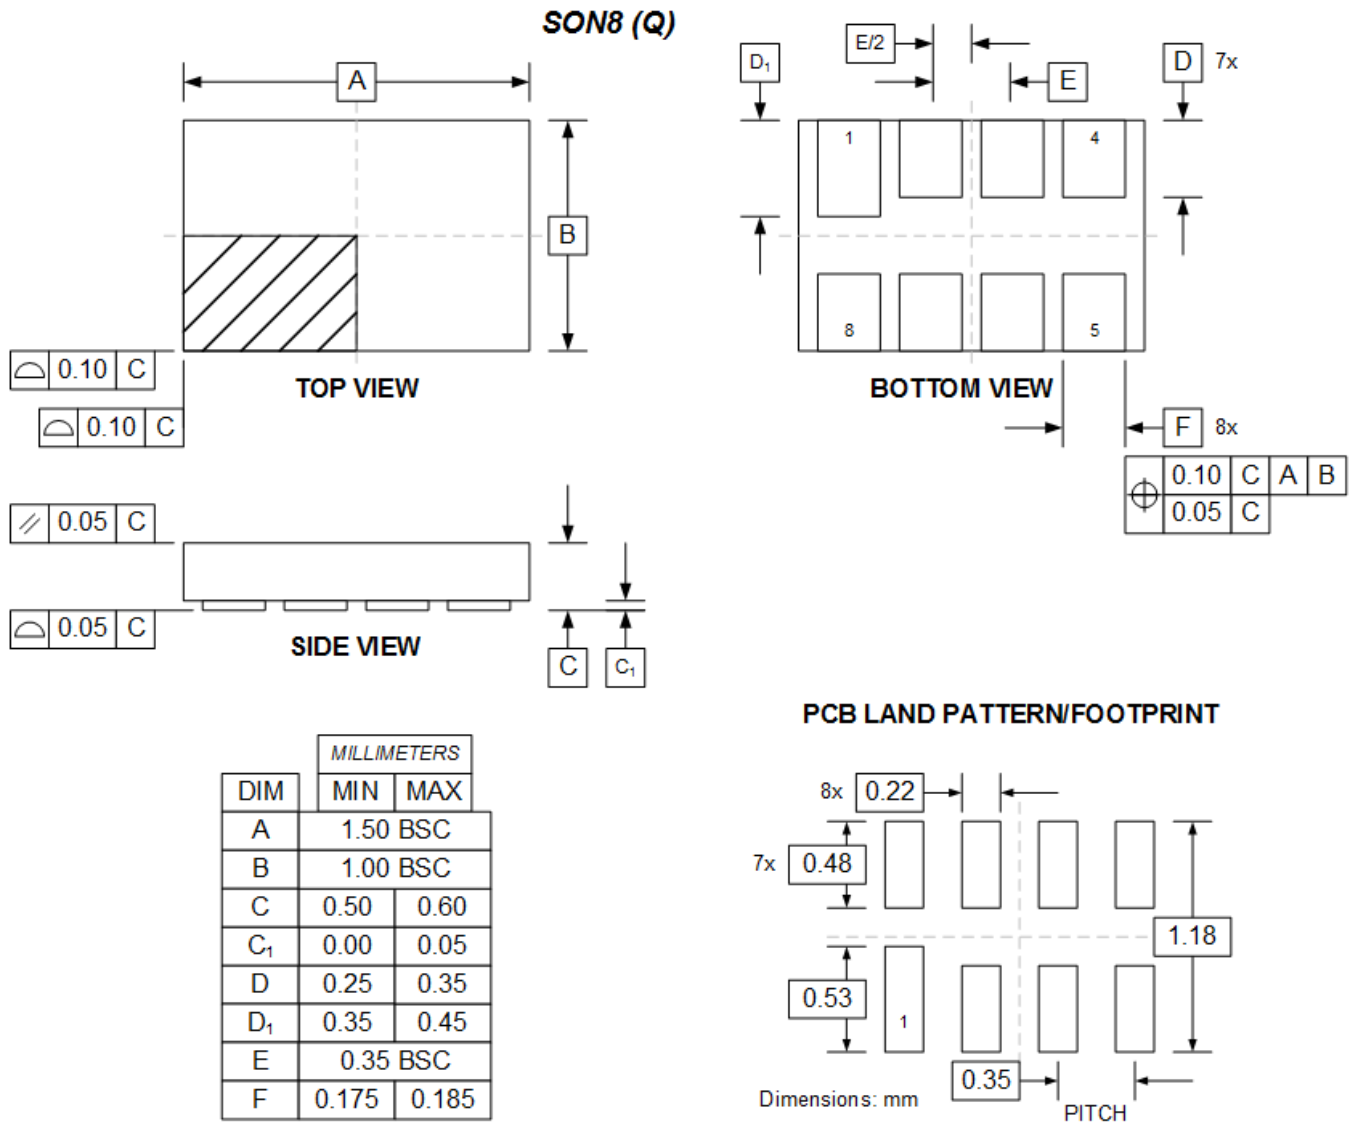 SON8 (Q)
A
B
0.10 C
0.10 C
TOP VIEW
E/2
D₁
E
D 7x
1
4
8
5
BOTTOM VIEW
F 8x
0.10 C A B
0.05 C
0.05 C
0.05 C
SIDE VIEW
C
C₁
MILLIMETERS
DIM MIN MAX
A 1.50 BSC
B 1.00 BSC
C 0.50 0.60
C₁ 0.00 0.05
D 0.25 0.35
D₁ 0.35 0.45
E 0.35 BSC
F 0.175 0.185
PCB LAND PATTERN/FOOTPRINT
8x 0.22
7x 0.48
1.18
0.53
1
0.35
PITCH
Dimensions: mm